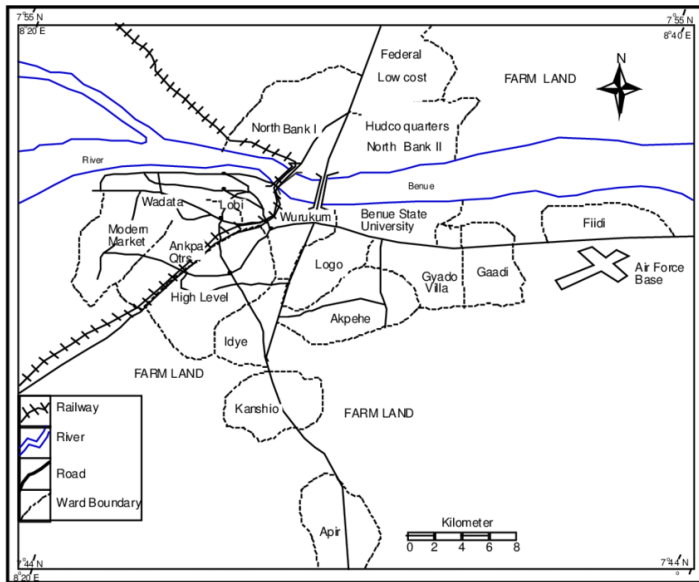 7°55 N
8°20 E
7°55 N
8°40 E
Federal
Low cost
FARM LAND
N
North Bank I
Hudco quarters
North Bank II
River
Benue
Wadata
Lobi
Wurukum
Benue State
University
Fiidi
Modern
Market
Ankpa
Qtrs
Logo
Gyado
Villa
Gaadi
Air Force
Base
High Level
Akpehe
Idye
FARM LAND
Kanshio
FARM LAND
Railway
River
Road
Ward Boundary
Apir
Kilometer
0 2 4 6 8
7°44 N
8°20 E
7°44 N